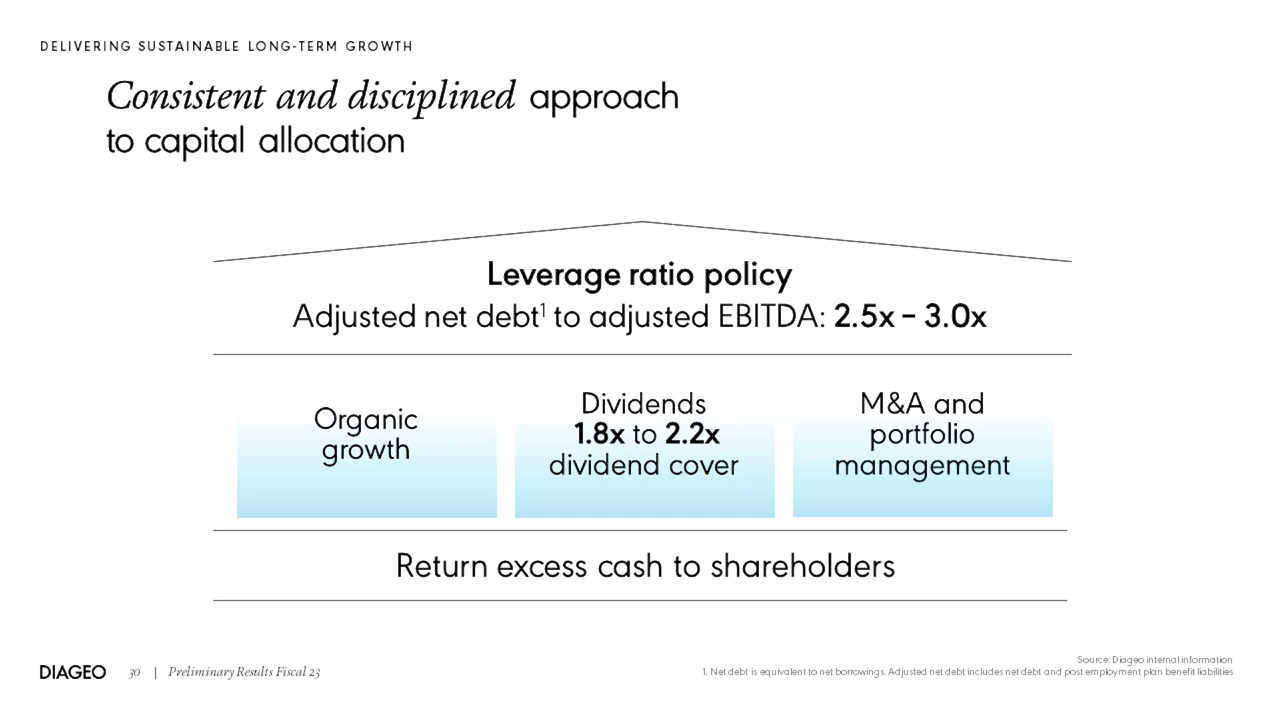 DELIVERING SUSTAINABLE LONG-TERM GROWTH
Consistent and disciplined approach
to capital allocation
Leverage ratio policy
Adjusted net debt¹ to adjusted EBITDA: 2.5x – 3.0x
Organic
growth
Dividends
1.8x to 2.2x
dividend cover
M&A and
portfolio
management
Return excess cash to shareholders
DIAGEO 30 | Preliminary Results Fiscal 23
Source: Diageo internal information
1. Net debt is equivalent to net borrowings. Adjusted net debt includes net debt and post employment plan benefit liabilities